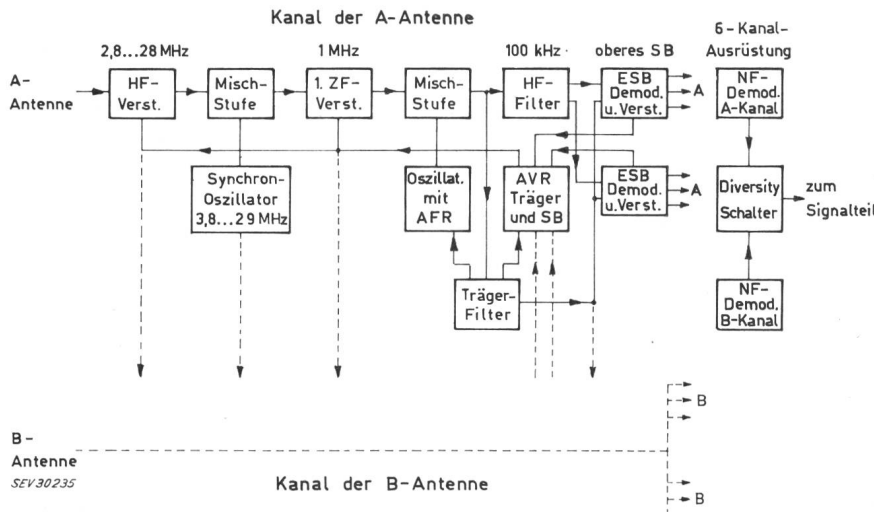 Kanal der A-Antenne
6-Kanal-
Ausrüstung
2,8...28 MHz
1 MHz
100 kHz
oberes SB
A-
Antenne
HF-
Verst.
Misch-
Stufe
1. ZF-
Verst.
Misch-
Stufe
HF-
Filter
ESB
Demod.
u. Verst.
A
NF-
Demod.
A-Kanal
Synchron-
Oszillator
3,8...29 MHz
Oszillat.
mit
AFR
AVR
Träger
und SB
ESB
Demod.
u. Verst.
A
Diversity
Schalter
zum
Signalteil
Träger-
Filter
NF-
Demod.
B-Kanal
B
B-
Antenne
SEV30235
Kanal der B-Antenne
B